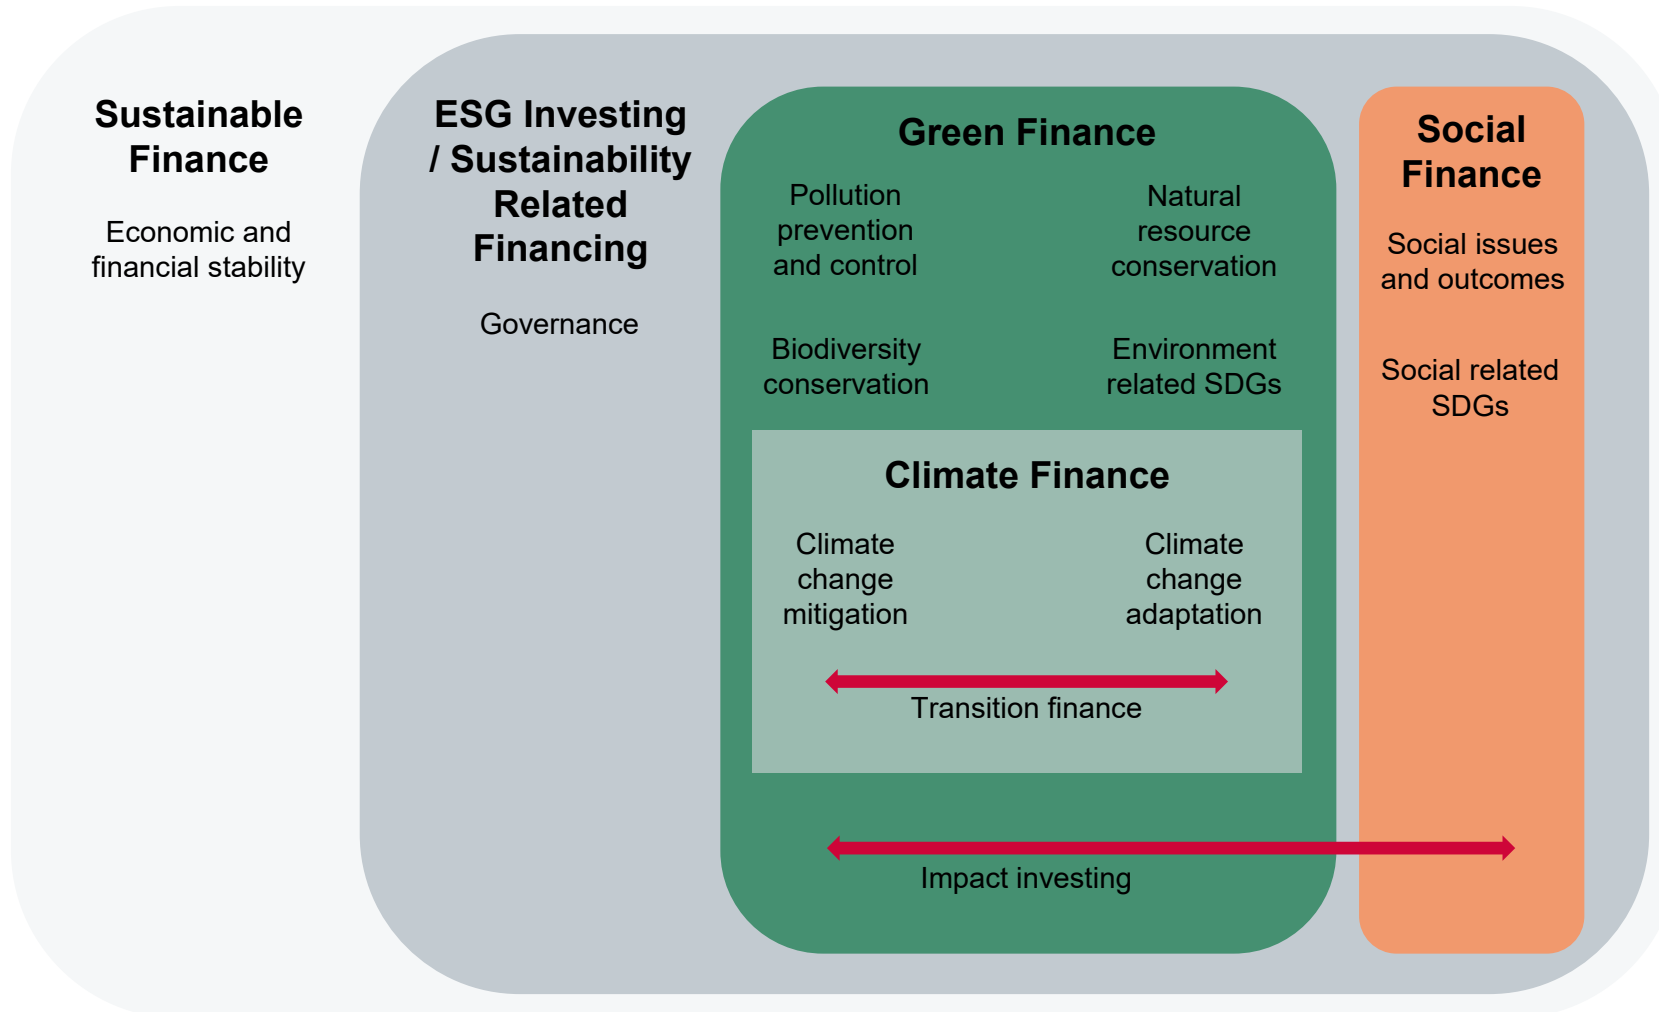 Sustainable
Finance
Economic and
financial stability
ESG Investing
/ Sustainability
Related
Financing
Governance
Green Finance
Pollution
prevention
and control
Natural
resource
conservation
Biodiversity
conservation
Environment
related SDGs
Climate Finance
Climate
change
mitigation
Climate
change
adaptation
Transition finance
Impact investing
Social
Finance
Social issues
and outcomes
Social related
SDGs